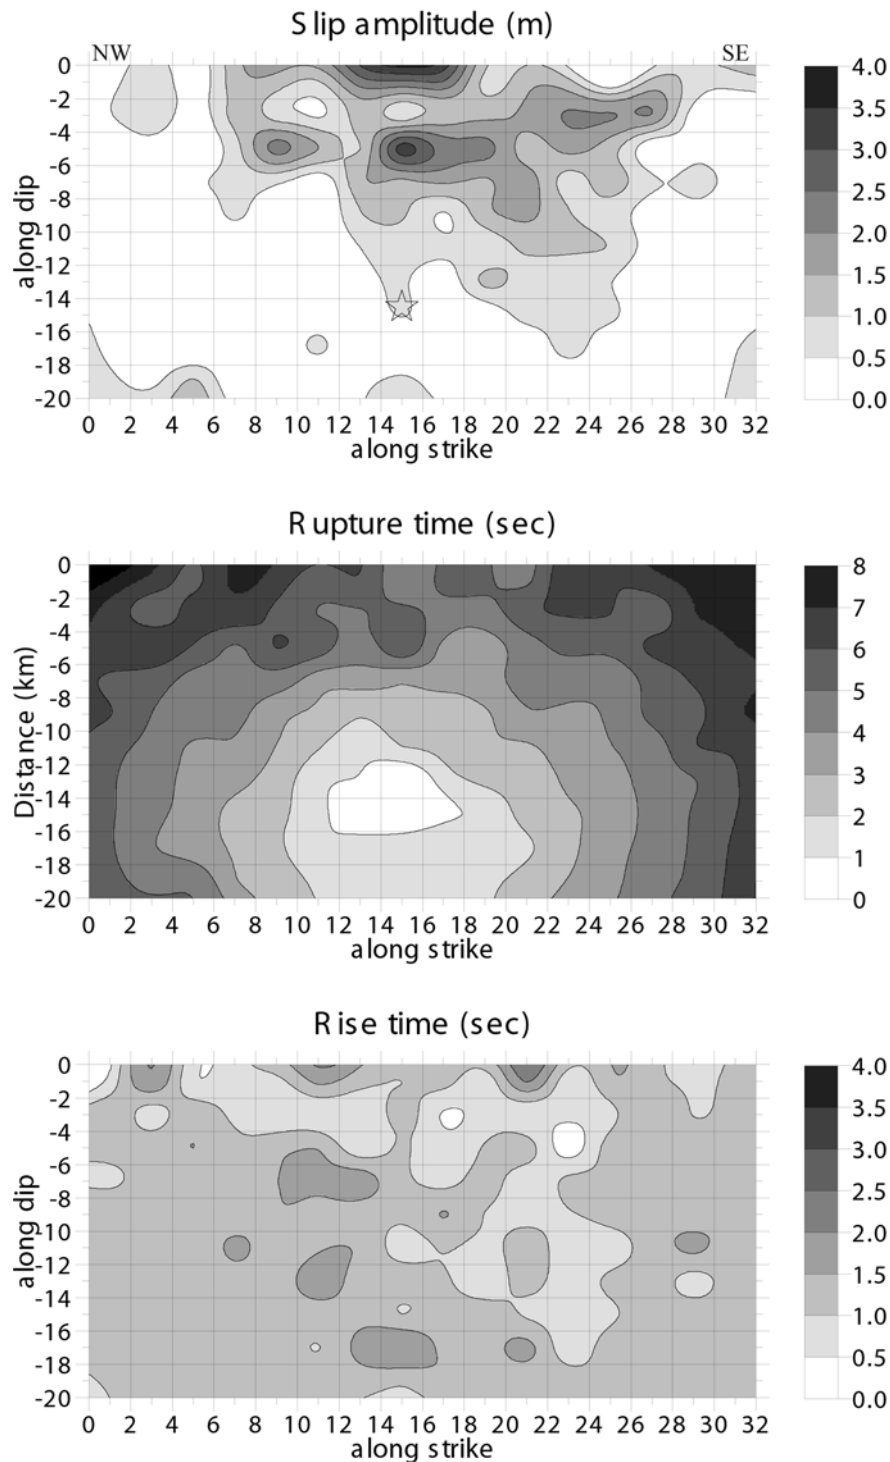 Slip amplitude (m)
NW SE
0 -2 -4 -6 -8 -10 -12 -14 -16 -18 -20
along dip
0 2 4 6 8 10 12 14 16 18 20 22 24 26 28 30 32
along strike
4.0 3.5 3.0 2.5 2.0 1.5 1.0 0.5 0.0
Rupture time (sec)
0 -2 -4 -6 -8 -10 -12 -14 -16 -18 -20
Distance (km)
0 2 4 6 8 10 12 14 16 18 20 22 24 26 28 30 32
along strike
8 7 6 5 4 3 2 1 0
Rise time (sec)
0 -2 -4 -6 -8 -10 -12 -14 -16 -18 -20
along dip
0 2 4 6 8 10 12 14 16 18 20 22 24 26 28 30 32
along strike
4.0 3.5 3.0 2.5 2.0 1.5 1.0 0.5 0.0